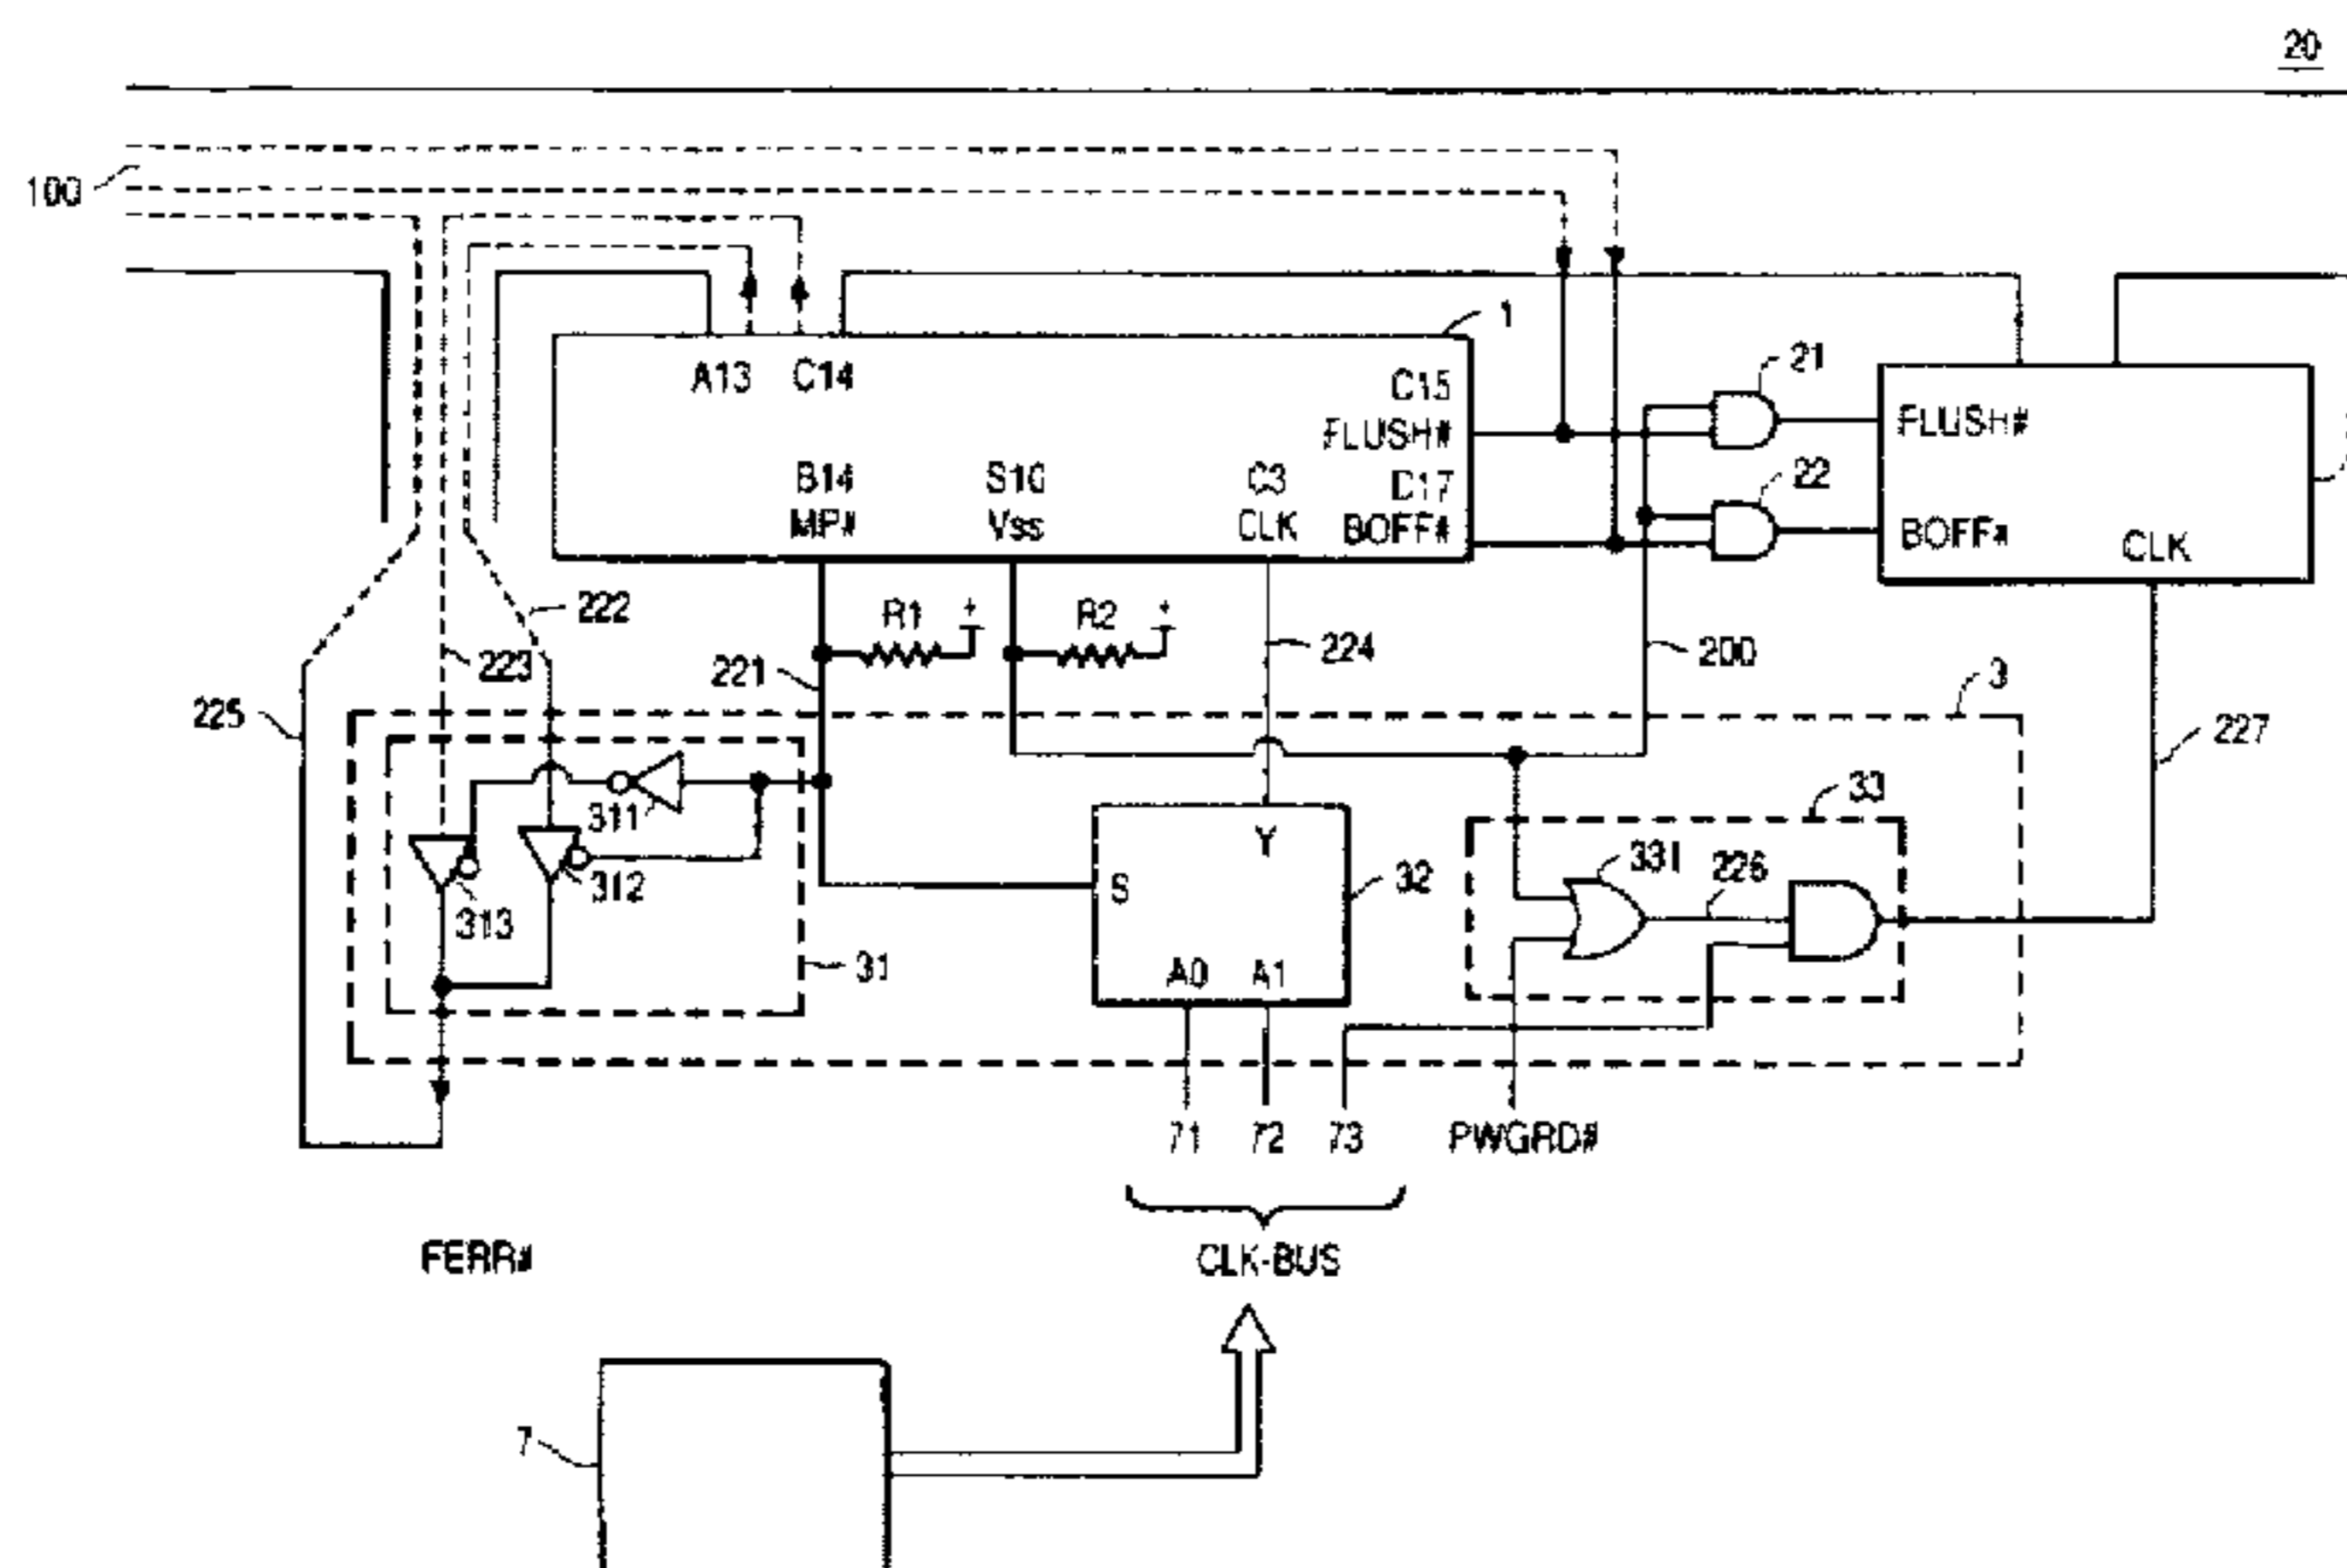 20
100
1
A13 C14
C15
FLUSH#
B14 S10 C3 D17
MP# Vss CLK BOFF#
21
22
FLUSH#
BOFF#
CLK
R1 + R2 +
222
223
221
224
200
3
225
227
311
312
313
31
Y
S
A0 A1
32
33
331
226
71 72 73 PWGRD#
FERR#
CLK-BUS
7